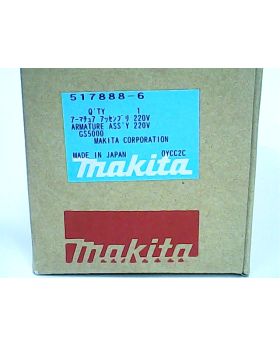 517888-6
Q'TY 1
アーマチュア アッセンブリ 220V
ARMATURE ASS'Y 220V
GS5000
MAKITA CORPORATION
MADE IN JAPAN 0YCC2C
makita
makita